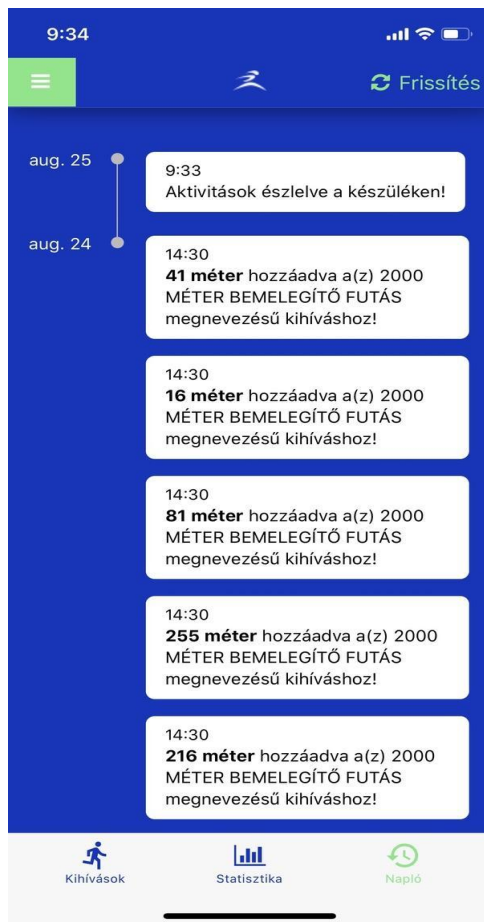 9:34
Frissítés
aug. 25
9:33
Aktivitások észlelve a készüléken!
aug. 24
14:30
41 méter hozzáadva a(z) 2000
MÉTER BEMELEGÍTŐ FUTÁS
megnevezésű kihíváshoz!
14:30
16 méter hozzáadva a(z) 2000
MÉTER BEMELEGÍTŐ FUTÁS
megnevezésű kihíváshoz!
14:30
81 méter hozzáadva a(z) 2000
MÉTER BEMELEGÍTŐ FUTÁS
megnevezésű kihíváshoz!
14:30
255 méter hozzáadva a(z) 2000
MÉTER BEMELEGÍTŐ FUTÁS
megnevezésű kihíváshoz!
14:30
216 méter hozzáadva a(z) 2000
MÉTER BEMELEGÍTŐ FUTÁS
megnevezésű kihíváshoz!
Kihívások
Statisztika
Napló